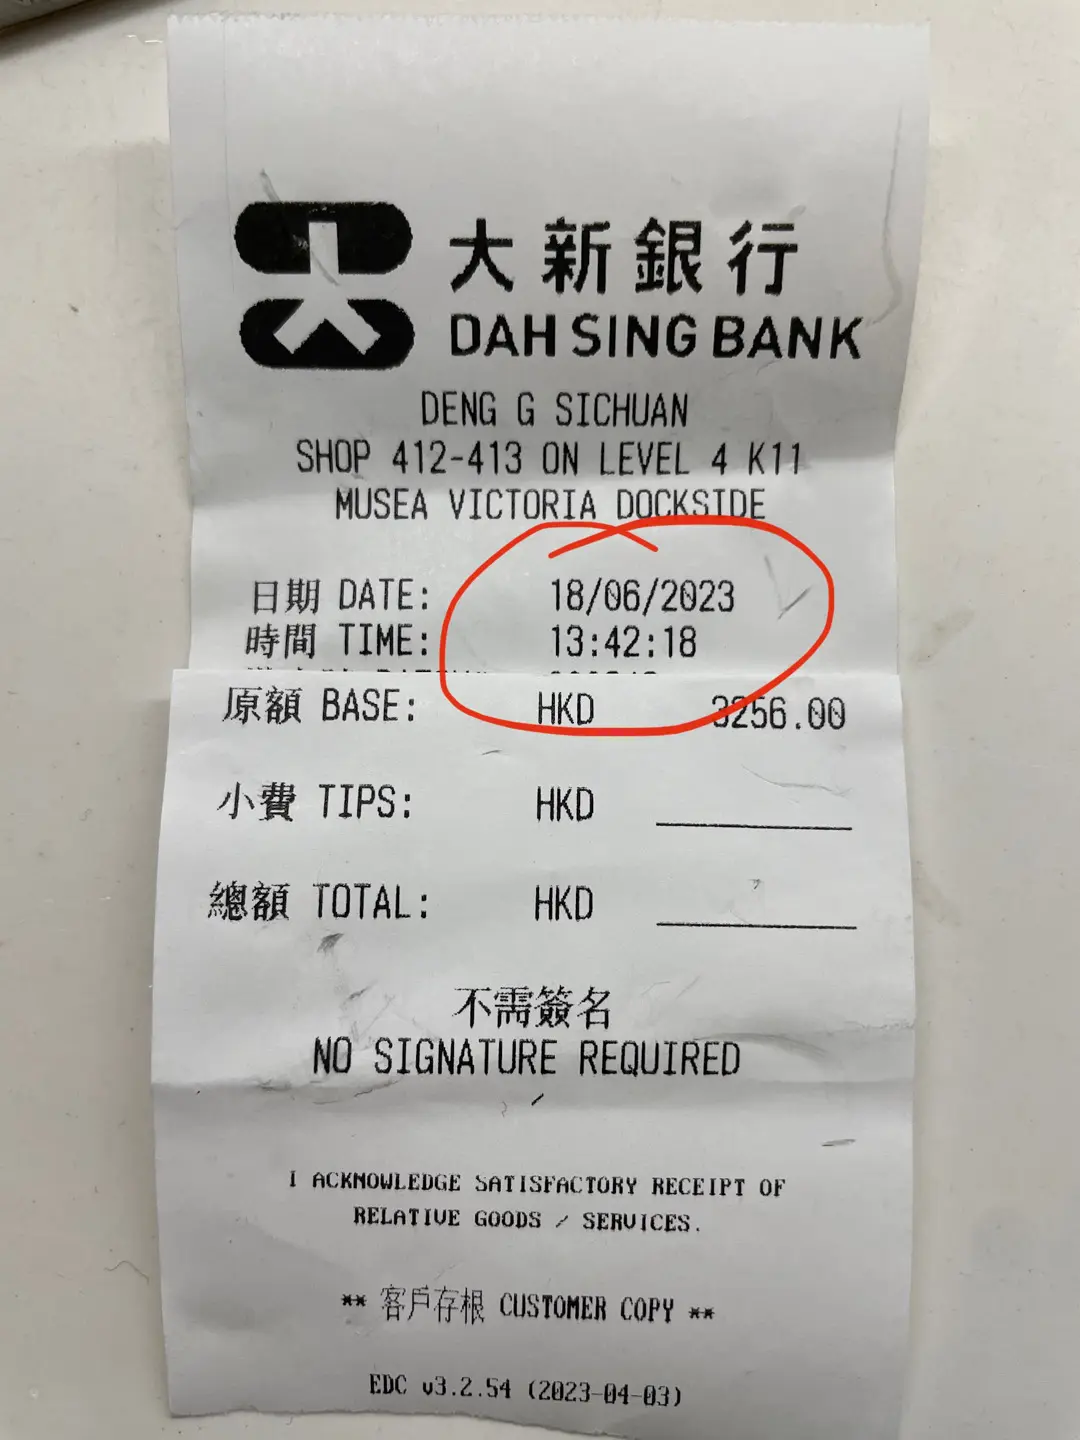 大新銀行
DAH SING BANK
DENG G SICHUAN
SHOP 412-413 ON LEVEL 4 K11
MUSEA VICTORIA DOCKSIDE
日期 DATE: 18/06/2023
時間 TIME: 13:42:18
原額 BASE: HKD 3256.00
小費 TIPS: HKD
總額 TOTAL: HKD
不需簽名
NO SIGNATURE REQUIRED
I ACKNOWLEDGE SATISFACTORY RECEIPT OF
RELATIVE GOODS / SERVICES.
** 客戶存根 CUSTOMER COPY **
EDC v3.2.54 (2023-04-03)